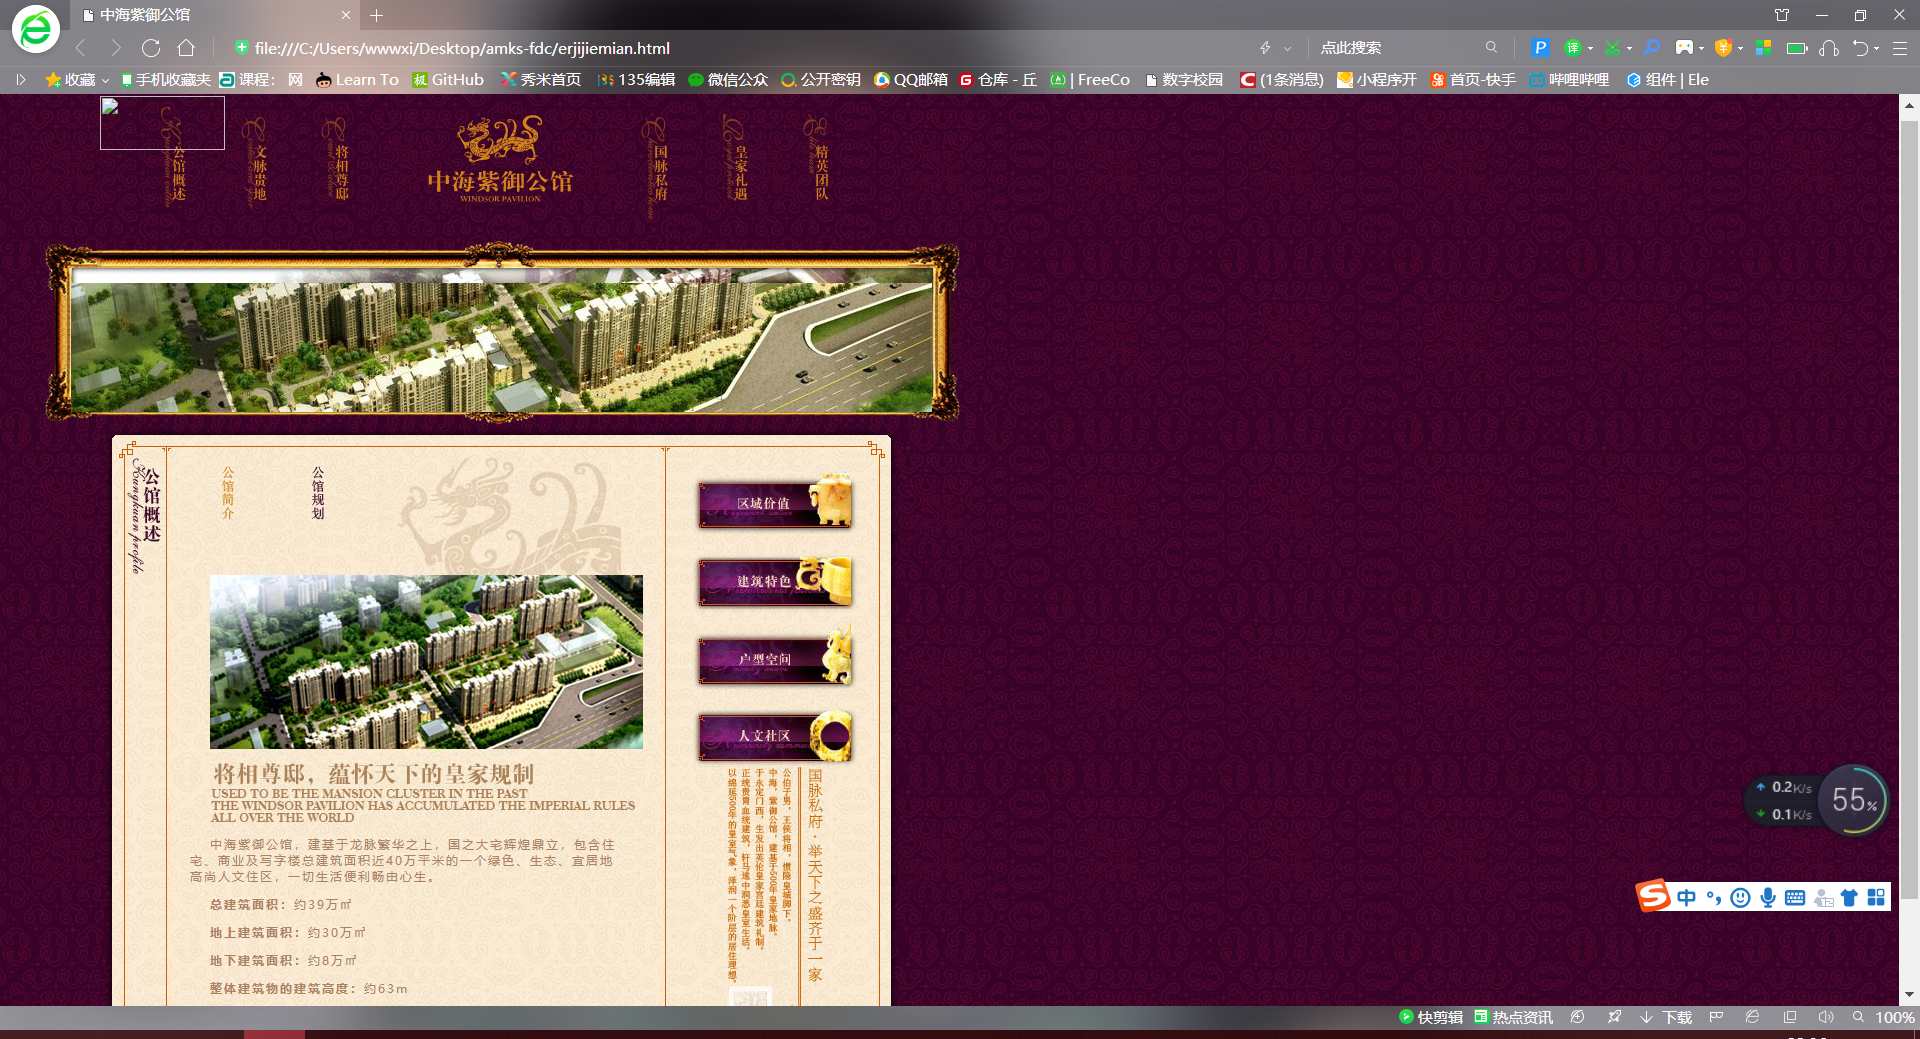 中海紫御公馆
file:///C:/Users/wwwxi/Desktop/amks-fdc/erjijiemian.html
点此搜索
收藏 手机收藏夹 课程： 网 Learn To GitHub 秀米首页 135编辑 微信公众 公开密钥 QQ邮箱 仓库 - 丘 | FreeCo 数字校园 (1条消息) 小程序开 首页-快手 哔哩哔哩 组件 | Ele
公馆概述
文脉贵地
将相尊邸
中海紫御公馆
WINDSOR PAVILION
国脉私府
皇家礼遇
精英团队
公馆概述
Kungkuan profile
公馆简介
公馆规划
区域价值
建筑特色
户型空间
人文社区
将相尊邸，蕴怀天下的皇家规制
USED TO BE THE MANSION CLUSTER IN THE PAST
THE WINDSOR PAVILION HAS ACCUMULATED THE IMPERIAL RULES
ALL OVER THE WORLD
中海紫御公馆，建基于龙脉繁华之上，国之大宅辉煌鼎立，包含住
宅、商业及写字楼总建筑面积近40万平米的一个绿色、生态、宜居地
高尚人文住区，一切生活便利畅由心生。
总建筑面积：约39万㎡
地上建筑面积：约30万㎡
地下建筑面积：约8万㎡
整体建筑物的建筑高度：约63m
国脉私府·举天下之盛齐于一家
公伯子男，王侯将相，惯隐皇城脚下。
中海，紫御公馆，建基于500年皇家地脉。
于永定门西，生发出英伦皇家宫廷建筑礼制，
正统贵胄血统建筑，轩马道中洞悉皇室生活。
以绵延500年的皇室气象，泽润一个阶层的居住理想。
0.2K/s
0.1K/s
55%
中
快剪辑 热点资讯 下载 100%